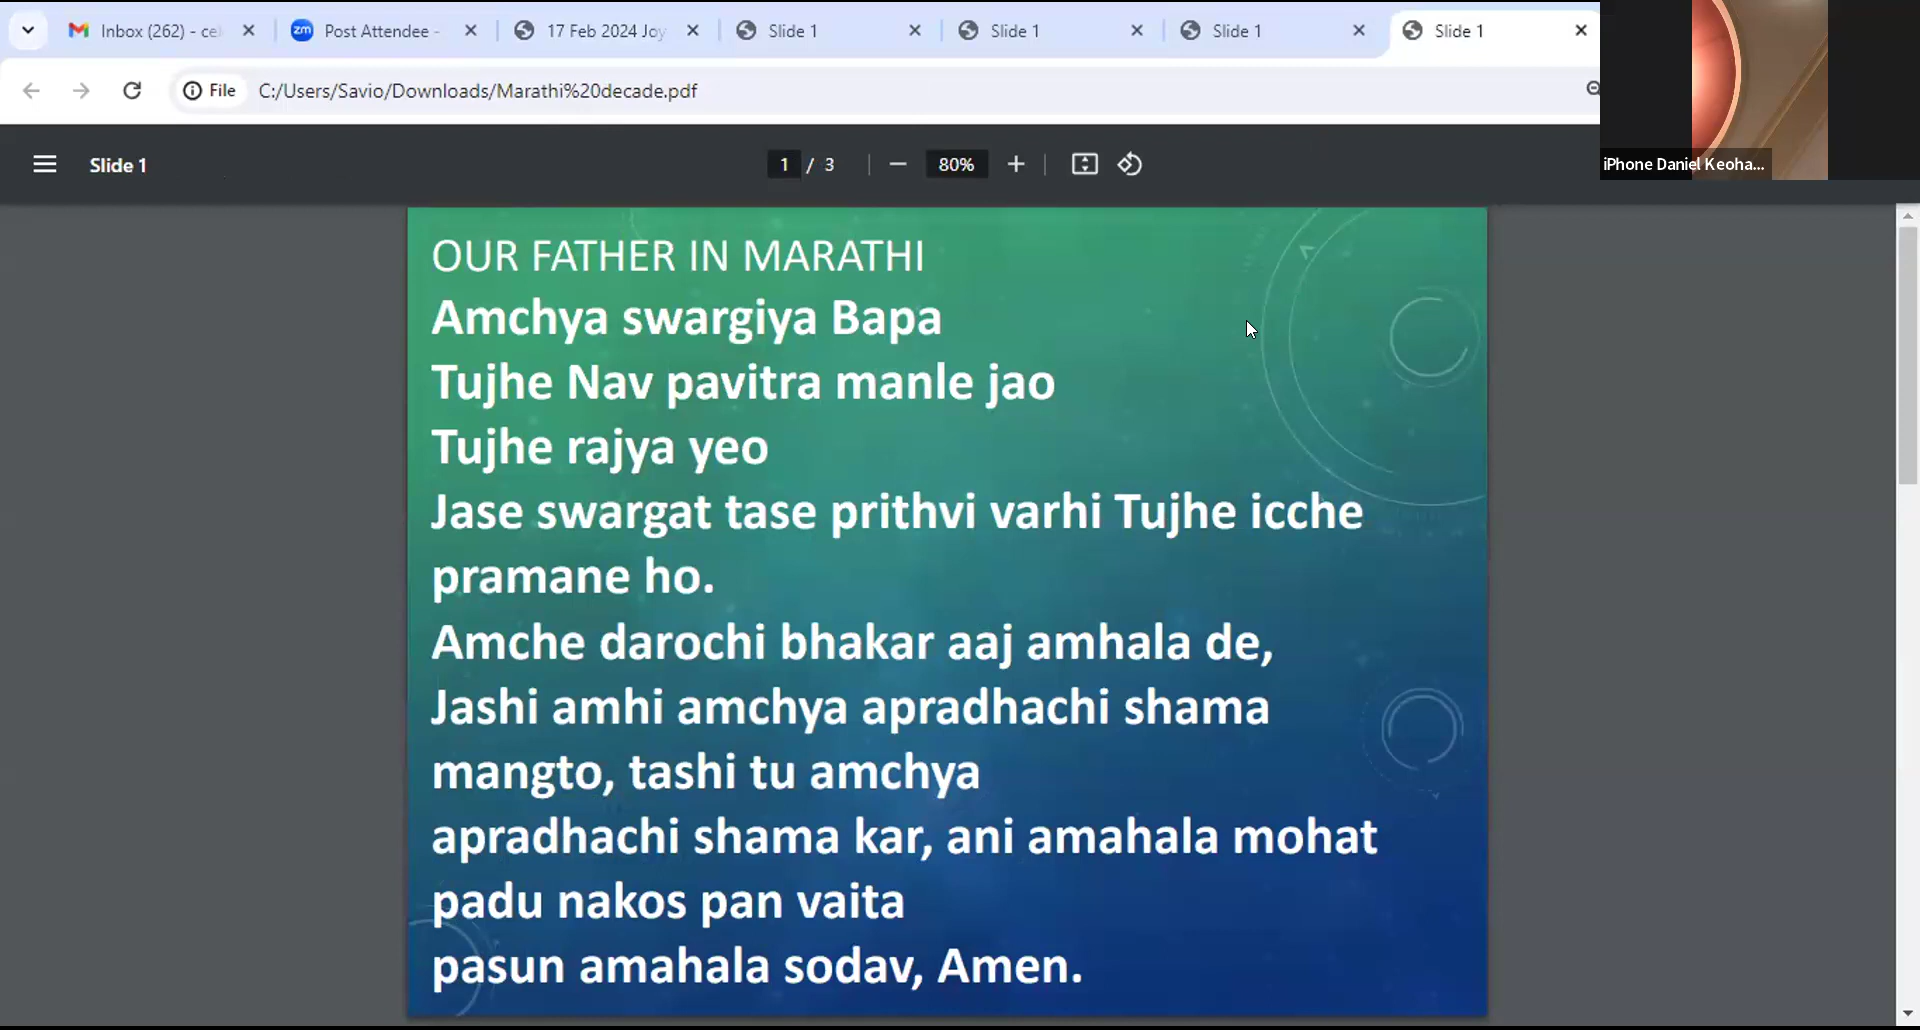 Inbox (262) - ce
Post Attendee -
17 Feb 2024 Joy
Slide 1
Slide 1
Slide 1
Slide 1
File
C:/Users/Savio/Downloads/Marathi%20decade.pdf
Slide 1
1 / 3
80%
iPhone Daniel Keoha...
OUR FATHER IN MARATHI
Amchya swargiya Bapa
Tujhe Nav pavitra manle jao
Tujhe rajya yeo
Jase swargat tase prithvi varhi Tujhe icche
pramane ho.
Amche darochi bhakar aaj amhala de,
Jashi amhi amchya apradhachi shama
mangto, tashi tu amchya
apradhachi shama kar, ani amahala mohat
padu nakos pan vaita
pasun amahala sodav, Amen.